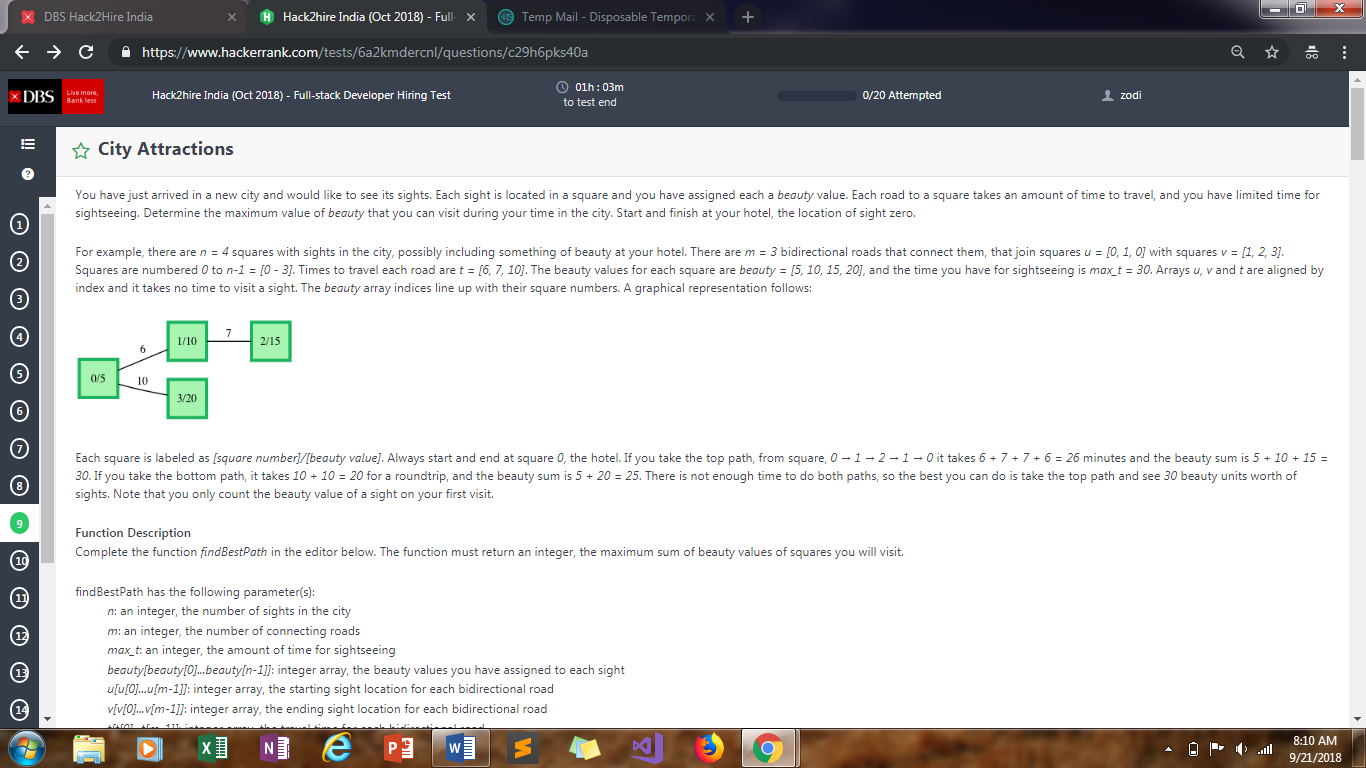 DBS Hack2Hire India
Hack2hire India (Oct 2018) - Full-
Temp Mail - Disposable Tempora
https://www.hackerrank.com/tests/6a2kmdercnl/questions/c29h6pks40a
DBS
Live more,
Bank less
Hack2hire India (Oct 2018) - Full-stack Developer Hiring Test
01h : 03m
to test end
0/20 Attempted
zodi
City Attractions
You have just arrived in a new city and would like to see its sights. Each sight is located in a square and you have assigned each a beauty value. Each road to a square takes an amount of time to travel, and you have limited time for
sightseeing. Determine the maximum value of beauty that you can visit during your time in the city. Start and finish at your hotel, the location of sight zero.
For example, there are n = 4 squares with sights in the city, possibly including something of beauty at your hotel. There are m = 3 bidirectional roads that connect them, that join squares u = [0, 1, 0] with squares v = [1, 2, 3].
Squares are numbered 0 to n-1 = [0 - 3]. Times to travel each road are t = [6, 7, 10]. The beauty values for each square are beauty = [5, 10, 15, 20], and the time you have for sightseeing is max_t = 30. Arrays u, v and t are aligned by
index and it takes no time to visit a sight. The beauty array indices line up with their square numbers. A graphical representation follows:
1/10
7
2/15
6
0/5
10
3/20
Each square is labeled as [square number]/[beauty value]. Always start and end at square 0, the hotel. If you take the top path, from square, 0 → 1 → 2 → 1 → 0 it takes 6 + 7 + 7 + 6 = 26 minutes and the beauty sum is 5 + 10 + 15 =
30. If you take the bottom path, it takes 10 + 10 = 20 for a roundtrip, and the beauty sum is 5 + 20 = 25. There is not enough time to do both paths, so the best you can do is take the top path and see 30 beauty units worth of
sights. Note that you only count the beauty value of a sight on your first visit.
Function Description
Complete the function findBestPath in the editor below. The function must return an integer, the maximum sum of beauty values of squares you will visit.
findBestPath has the following parameter(s):
n: an integer, the number of sights in the city
m: an integer, the number of connecting roads
max_t: an integer, the amount of time for sightseeing
beauty[beauty[0]...beauty[n-1]]: integer array, the beauty values you have assigned to each sight
u[u[0]...u[m-1]]: integer array, the starting sight location for each bidirectional road
v[v[0]...v[m-1]]: integer array, the ending sight location for each bidirectional road
t[t[0]...t[m-1]]: integer array, the travel time for each bidirectional road
1
2
3
4
5
6
7
8
9
10
11
12
13
14
8:10 AM
9/21/2018